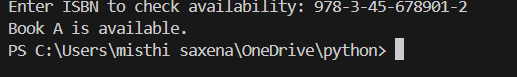 Enter ISBN to check availability: 978-3-45-678901-2
Book A is available.
PS C:\Users\misthi saxena\OneDrive\python>